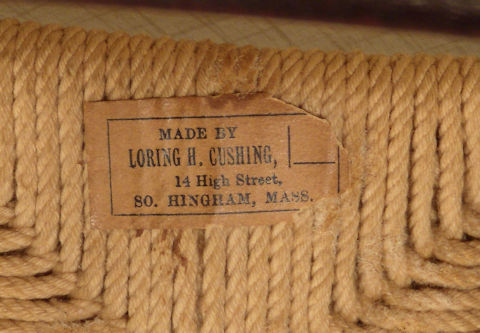 MADE BY
LORING H. CUSHING,
14 High Street,
SO. HINGHAM, MASS.